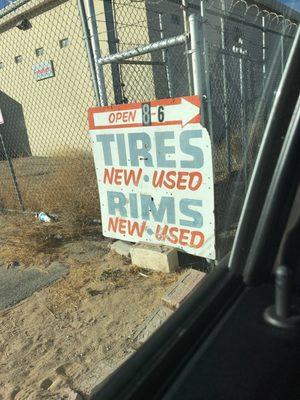 OPEN 8-6
TIRES
NEW · USED
RIMS
NEW · USED